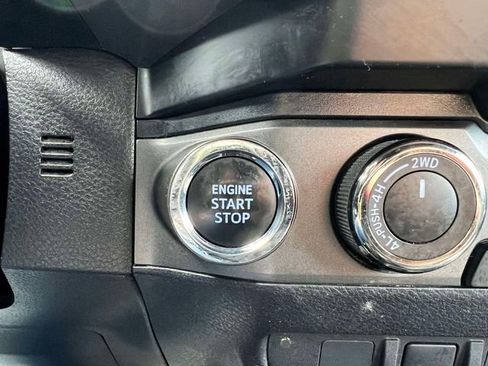 ENGINE
START
STOP
2WD
4L-PUSH-4H